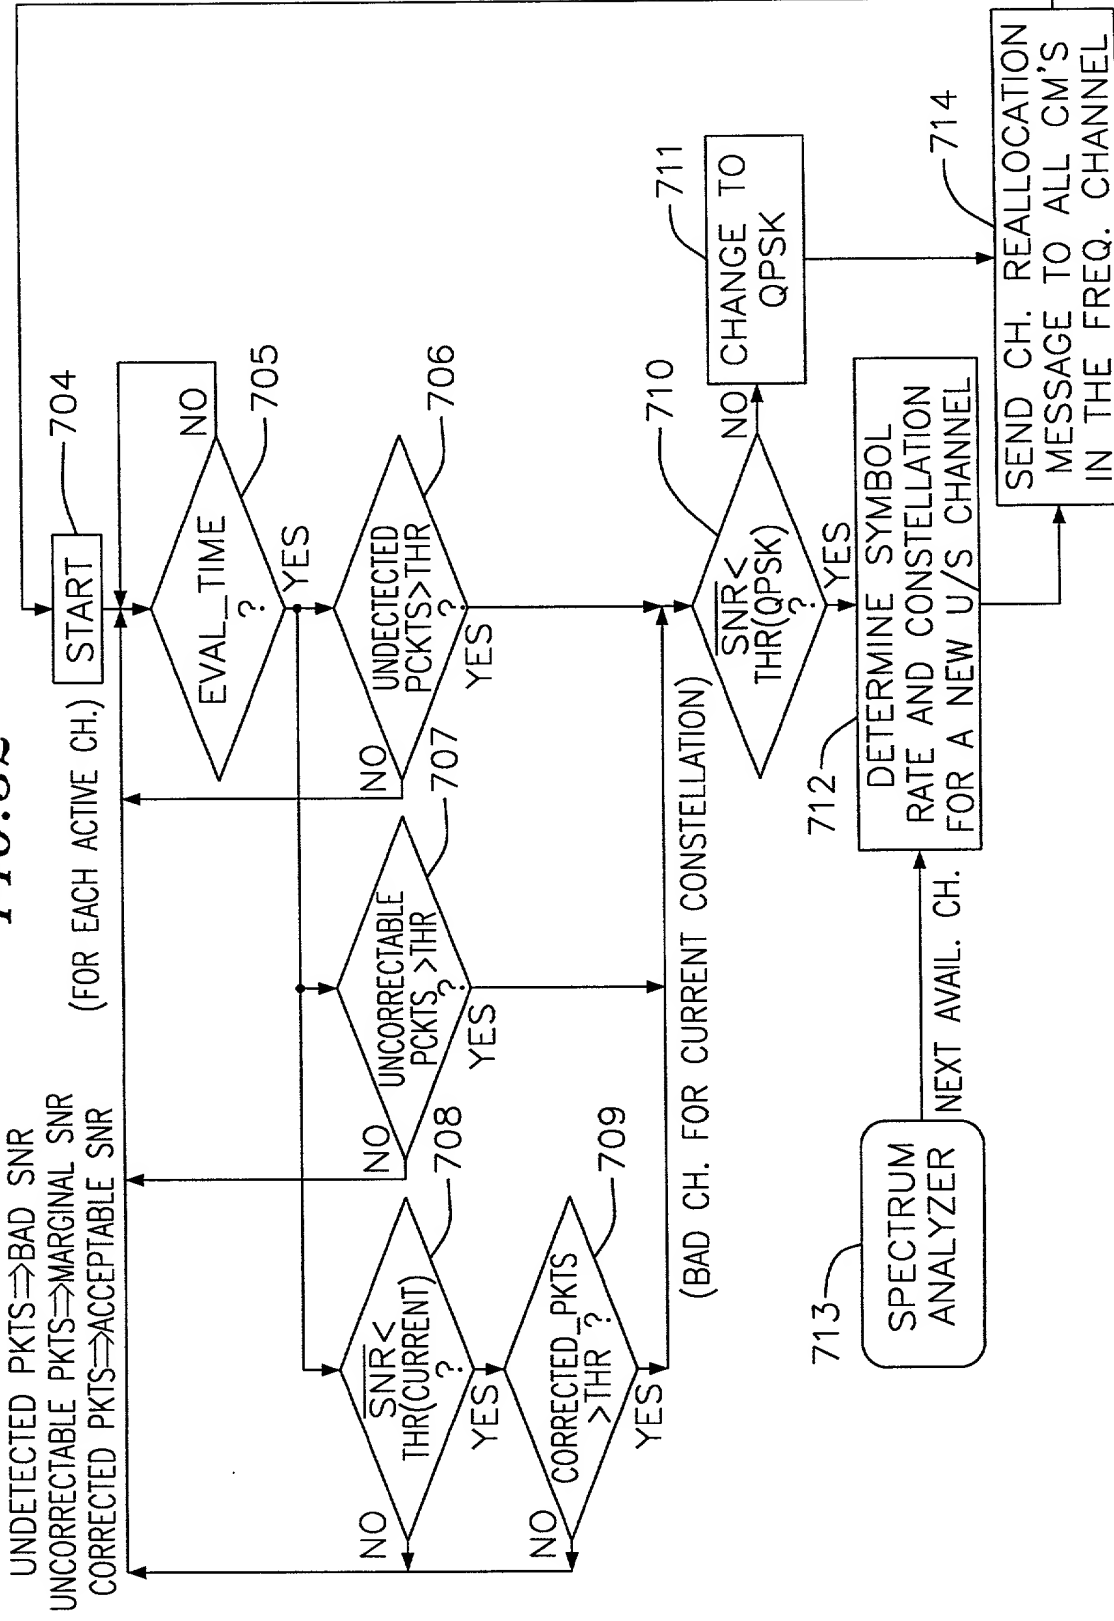 UNDETECTED PKTS⇒BAD SNR
UNCORRECTABLE PKTS⇒MARGINAL SNR
CORRECTED PKTS⇒ACCEPTABLE SNR
(FOR EACH ACTIVE CH.)
START
704
EVAL_TIME
?
NO
YES
705
UNDETECTED
PCKTS>THR
?
NO
YES
706
UNCORRECTABLE
PCKTS >THR
?
NO
YES
707
SNR<
THR(CURRENT)
?
NO
YES
708
CORRECTED_PKTS
>THR ?
NO
YES
709
(BAD CH. FOR CURRENT CONSTELLATION)
SNR<
THR(QPSK)
?
NO
YES
710
CHANGE TO
QPSK
711
712
DETERMINE SYMBOL
RATE AND CONSTELLATION
FOR A NEW U/S CHANNEL
713
SPECTRUM
ANALYZER
NEXT AVAIL. CH.
714
SEND CH. REALLOCATION
MESSAGE TO ALL CM'S
IN THE FREQ. CHANNEL